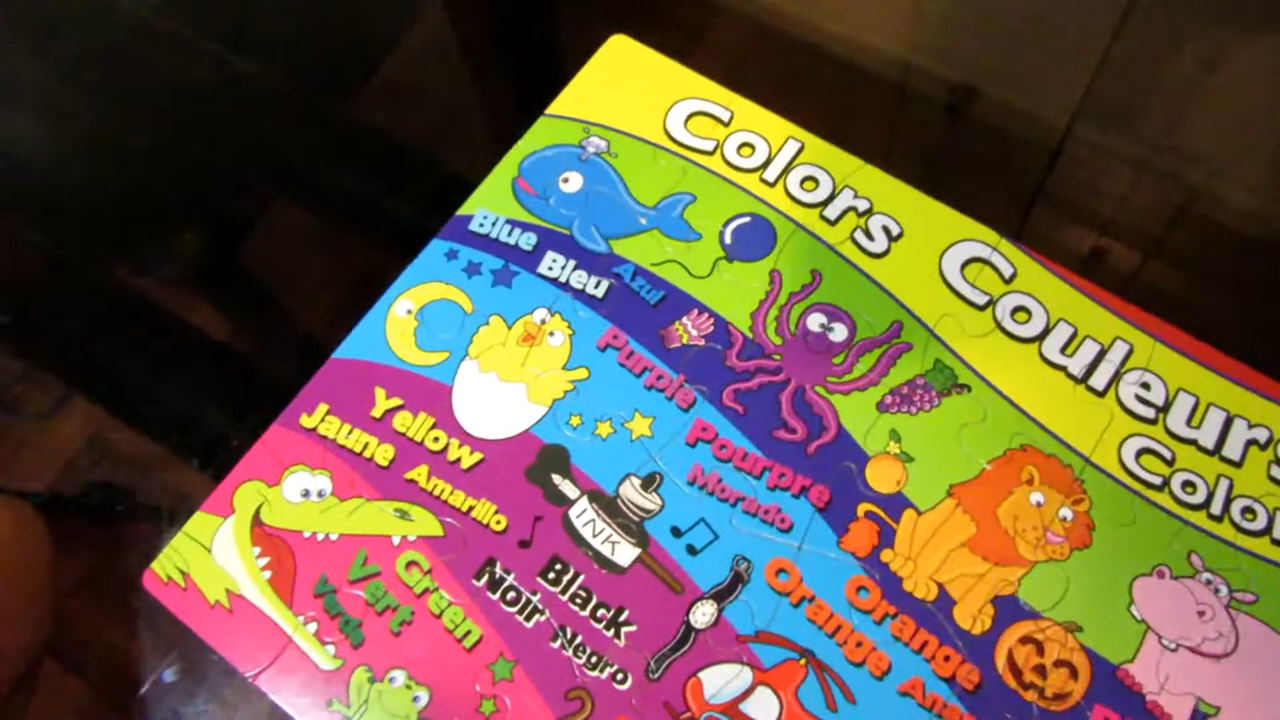 Colors Couleurs
Blue
Bleu
Azul
Purple
Pourpre
Morado
Yellow
Jaune
Amarillo
INK
Black
Noir
Negro
Orange
Orange
Green
Vert
Verde